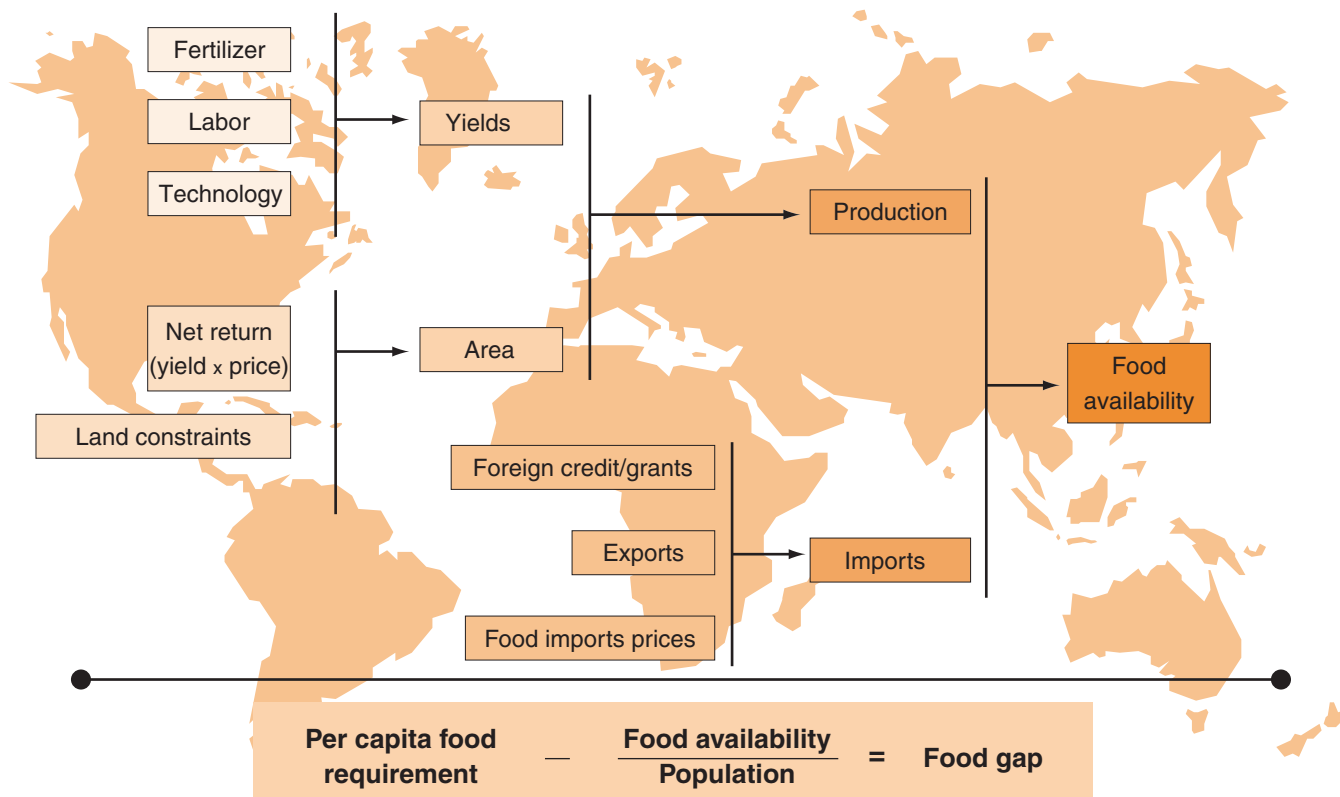 Fertilizer
Labor
Technology
Yields
Production
Net return
(yield x price)
Land constraints
Area
Food
availability
Foreign credit/grants
Exports
Food imports prices
Imports
Per capita food
requirement
—
Food availability
Population
=
Food gap